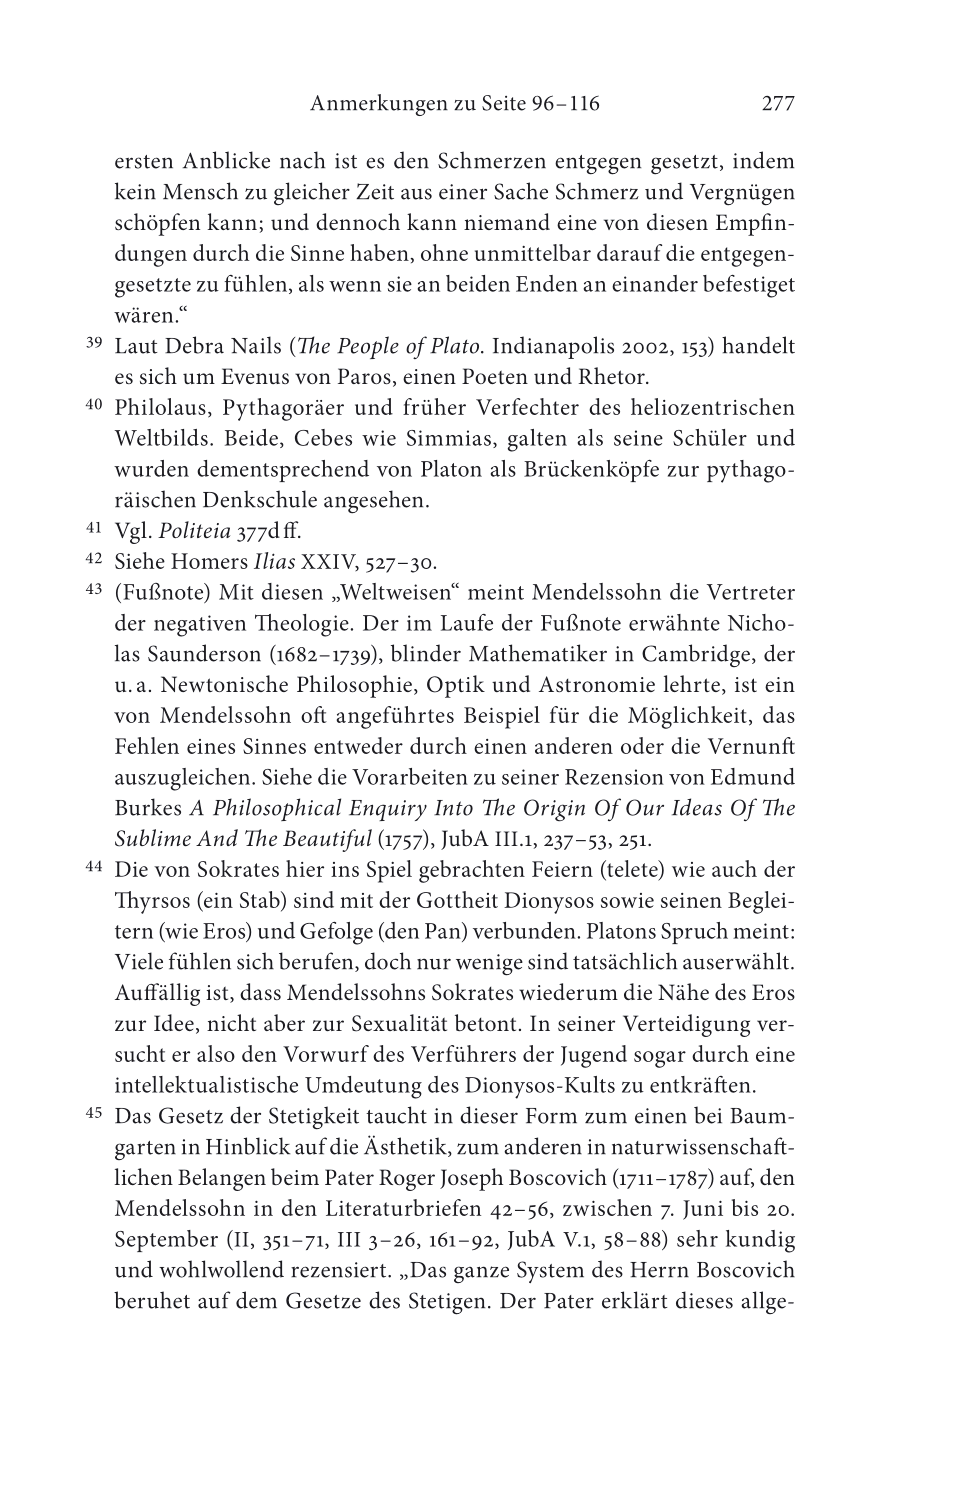 Anmerkungen zu Seite 96–116 277
ersten Anblicke nach ist es den Schmerzen entgegen gesetzt, indem
kein Mensch zu gleicher Zeit aus einer Sache Schmerz und Vergnügen
schöpfen kann; und dennoch kann niemand eine von diesen Empfin-
dungen durch die Sinne haben, ohne unmittelbar darauf die entgegen-
gesetzte zu fühlen, als wenn sie an beiden Enden an einander befestiget
wären.“
39 Laut Debra Nails (The People of Plato. Indianapolis 2002, 153) handelt
es sich um Evenus von Paros, einen Poeten und Rhetor.
40 Philolaus, Pythagoräer und früher Verfechter des heliozentrischen
Weltbilds. Beide, Cebes wie Simmias, galten als seine Schüler und
wurden dementsprechend von Platon als Brückenköpfe zur pythago-
räischen Denkschule angesehen.
41 Vgl. Politeia 377d ff.
42 Siehe Homers Ilias XXIV, 527–30.
43 (Fußnote) Mit diesen „Weltweisen“ meint Mendelssohn die Vertreter
der negativen Theologie. Der im Laufe der Fußnote erwähnte Nicho-
las Saunderson (1682–1739), blinder Mathematiker in Cambridge, der
u. a. Newtonische Philosophie, Optik und Astronomie lehrte, ist ein
von Mendelssohn oft angeführtes Beispiel für die Möglichkeit, das
Fehlen eines Sinnes entweder durch einen anderen oder die Vernunft
auszugleichen. Siehe die Vorarbeiten zu seiner Rezension von Edmund
Burkes A Philosophical Enquiry Into The Origin Of Our Ideas Of The
Sublime And The Beautiful (1757), JubA III.1, 237–53, 251.
44 Die von Sokrates hier ins Spiel gebrachten Feiern (telete) wie auch der
Thyrsos (ein Stab) sind mit der Gottheit Dionysos sowie seinen Beglei-
tern (wie Eros) und Gefolge (den Pan) verbunden. Platons Spruch meint:
Viele fühlen sich berufen, doch nur wenige sind tatsächlich auserwählt.
Auffällig ist, dass Mendelssohns Sokrates wiederum die Nähe des Eros
zur Idee, nicht aber zur Sexualität betont. In seiner Verteidigung ver-
sucht er also den Vorwurf des Verführers der Jugend sogar durch eine
intellektualistische Umdeutung des Dionysos-Kults zu entkräften.
45 Das Gesetz der Stetigkeit taucht in dieser Form zum einen bei Baum-
garten in Hinblick auf die Ästhetik, zum anderen in naturwissenschaft-
lichen Belangen beim Pater Roger Joseph Boscovich (1711–1787) auf, den
Mendelssohn in den Literaturbriefen 42–56, zwischen 7. Juni bis 20.
September (II, 351–71, III 3–26, 161–92, JubA V.1, 58–88) sehr kundig
und wohlwollend rezensiert. „Das ganze System des Herrn Boscovich
beruhet auf dem Gesetze des Stetigen. Der Pater erklärt dieses allge-